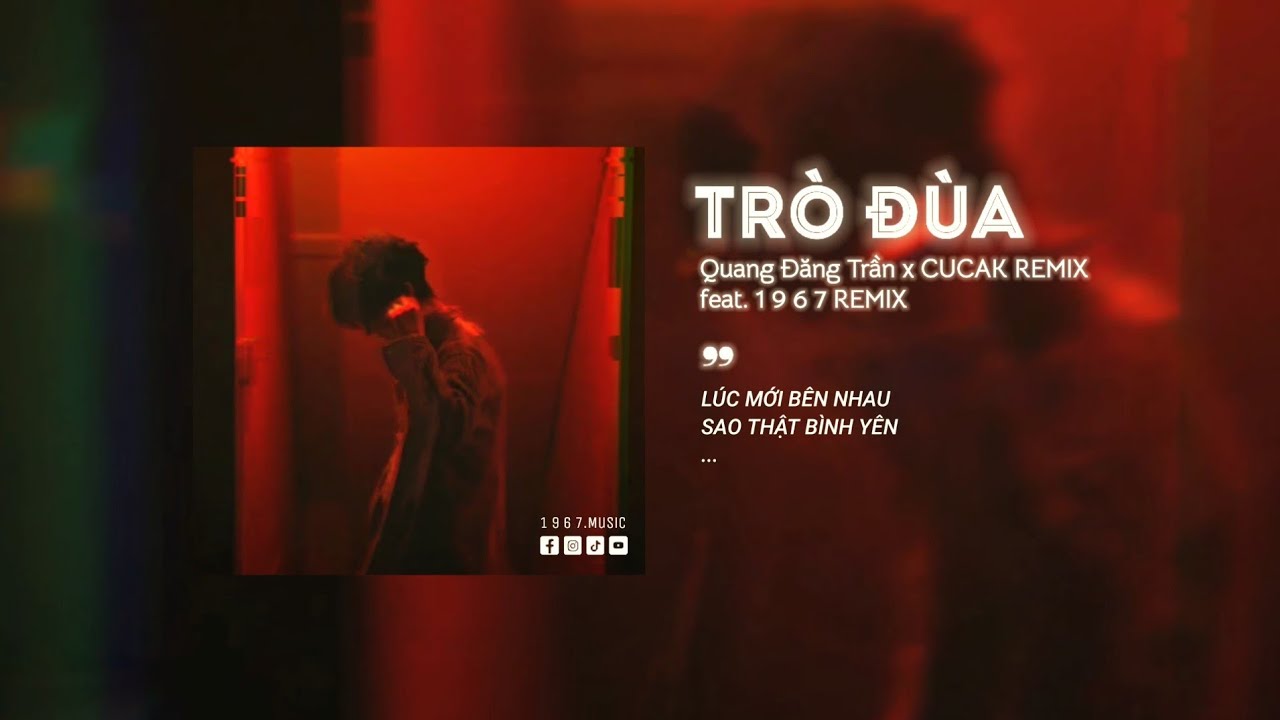 TRÒ ĐÙA
Quang Đăng Trần x CUCAK REMIX
feat. 1 9 6 7 REMIX
”
LÚC MỚI BÊN NHAU
SAO THẬT BÌNH YÊN
...
1 9 6 7.MUSIC